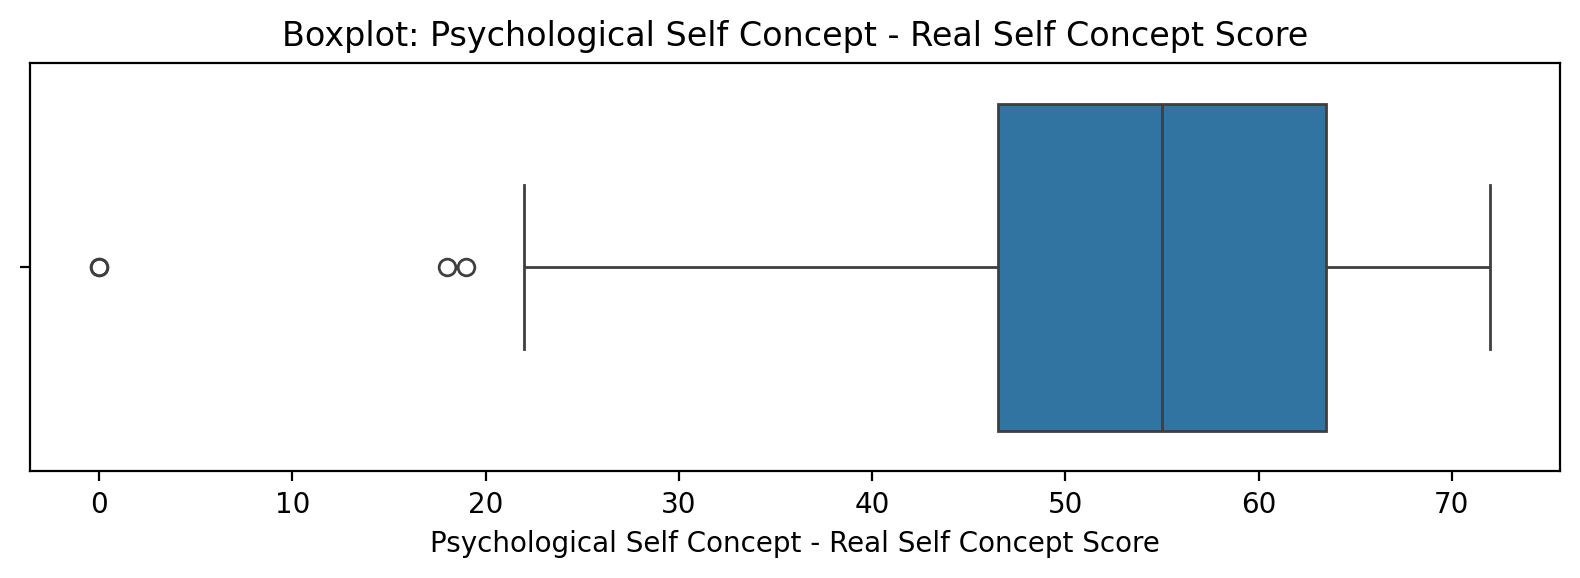 Boxplot: Psychological Self Concept - Real Self Concept Score
0 10 20 30 40 50 60 70
Psychological Self Concept - Real Self Concept Score